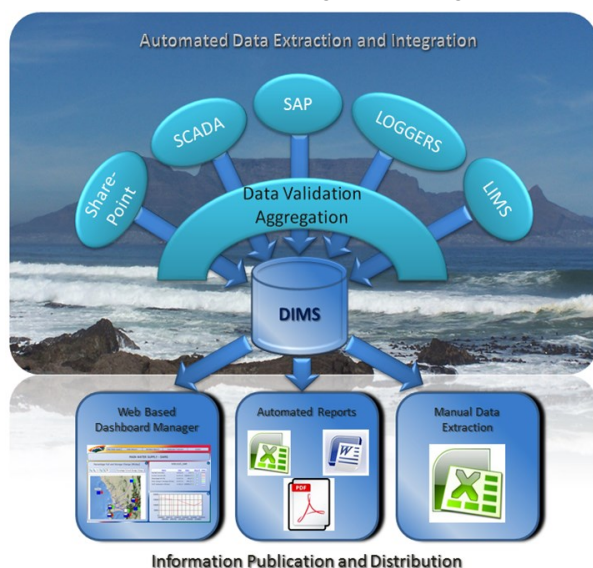 Automated Data Extraction and Integration
SAP
SCADA
LOGGERS
Share-
Point
LIMS
Data Validation
Aggregation
DIMS
Web Based
Dashboard Manager
Automated Reports
Manual Data
Extraction
PDF
Information Publication and Distribution